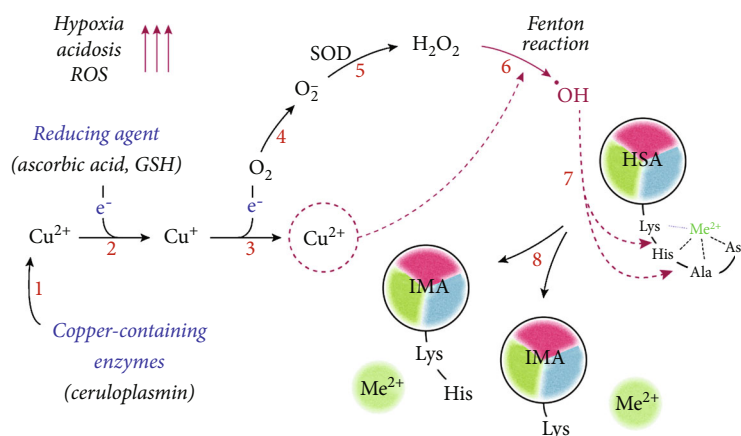 Hypoxia
acidosis
ROS
Fenton
reaction
SOD
H₂O₂
5
6
O₂⁻
•OH
4
Reducing agent
(ascorbic acid, GSH)
O₂
7
HSA
e⁻
e⁻
Lys
Me²⁺
Cu²⁺
Cu⁺
Cu²⁺
His
As
2
3
Ala
8
1
IMA
Copper-containing
enzymes
(ceruloplasmin)
Lys
IMA
Me²⁺
His
Me²⁺
Lys